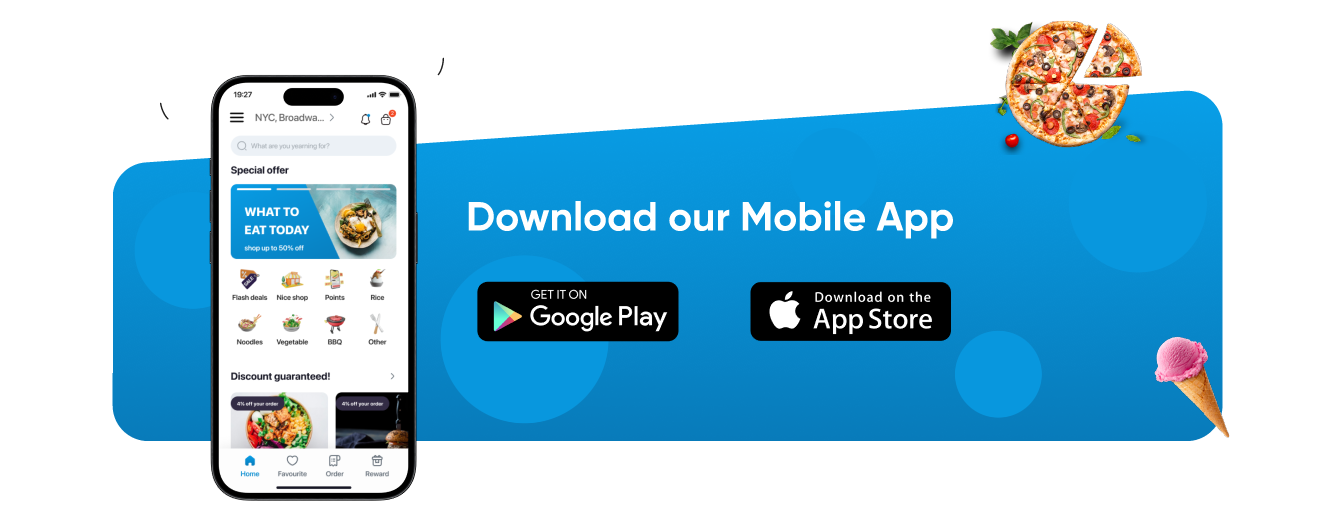 19:27
NYC, Broadwa...
2
What are you yearning for?
Special offer
WHAT TO
EAT TODAY
shop up to 50% off
SALE
Flash deals
Nice shop
Points
Rice
Noodles
Vegetable
BBQ
Other
Discount guaranteed!
4% off your order
4% off your order
Home
Favourite
Order
Reward
Download our Mobile App
GET IT ON
Google Play
Download on the
App Store